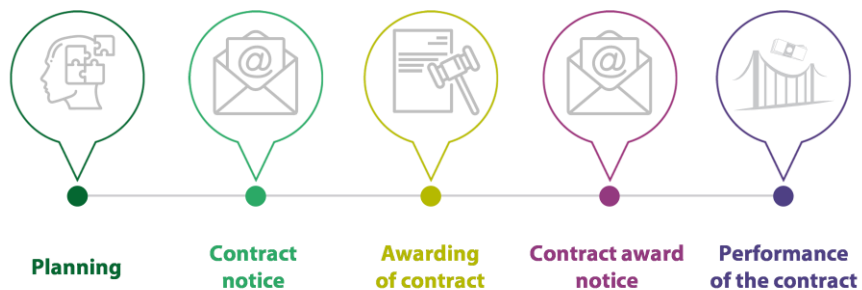 Planning
Contract
notice
Awarding
of contract
Contract award
notice
Performance
of the contract